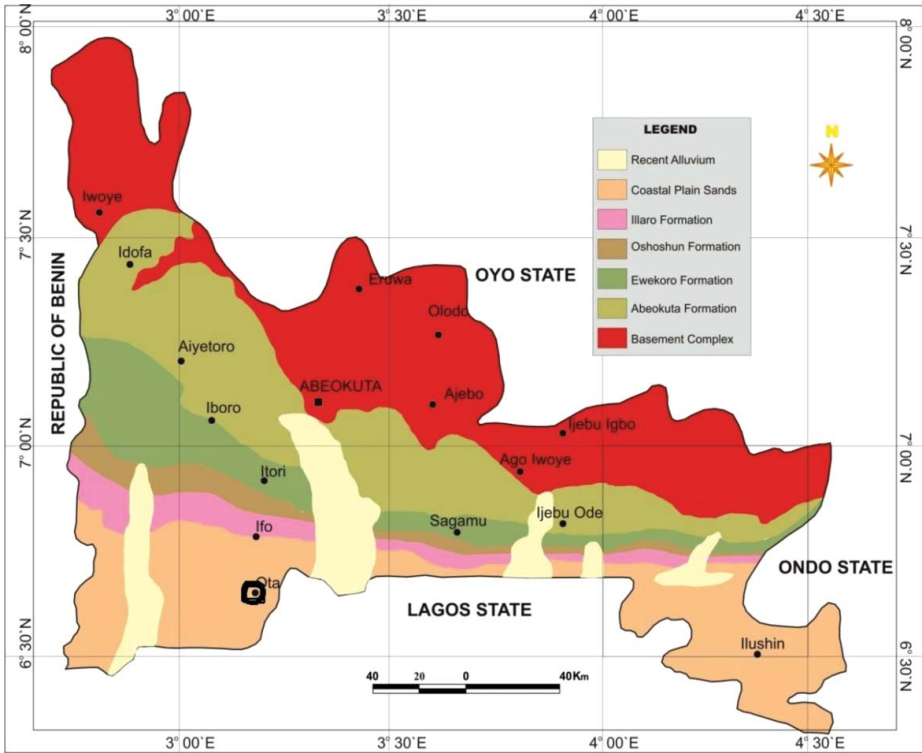 3° 00'E
3° 30'E
4° 00'E
4° 30'E
8° 00'N
8° 00'N
LEGEND
N
Recent Alluvium
Coastal Plain Sands
Illaro Formation
Oshoshun Formation
Ewekoro Formation
Abeokuta Formation
Basement Complex
Iwoye
7° 30'N
7° 30'N
Idofa
OYO STATE
Eruwa
Olodo
REPUBLIC OF BENIN
Aiyetoro
ABEOKUTA
Ajebo
Iboro
Ijebu Igbo
7° 00'N
7° 00'N
Ago Iwoye
Itori
Ifo
Sagamu
Ijebu Ode
ONDO STATE
Ota
LAGOS STATE
Ilushin
6° 30'N
6° 30'N
40 20 0 40Km
3° 00'E
3° 30'E
4° 00'E
4° 30'E